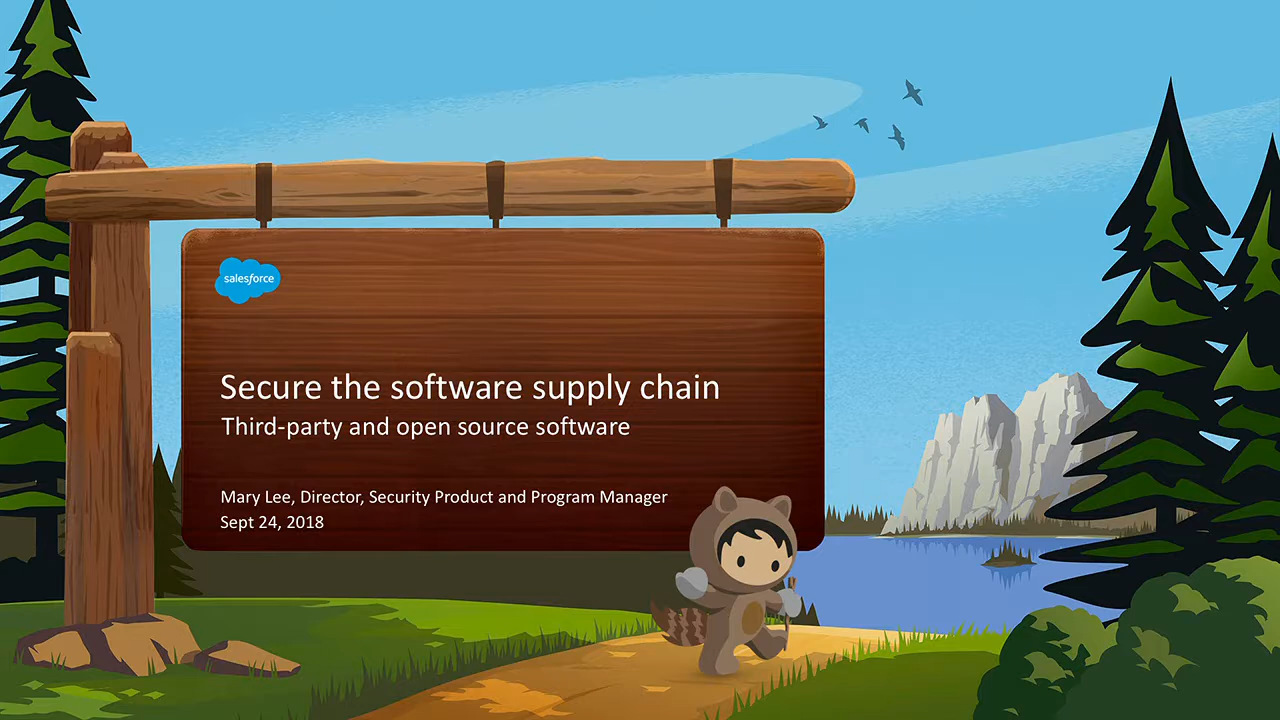 salesforce
Secure the software supply chain
Third-party and open source software
Mary Lee, Director, Security Product and Program Manager
Sept 24, 2018